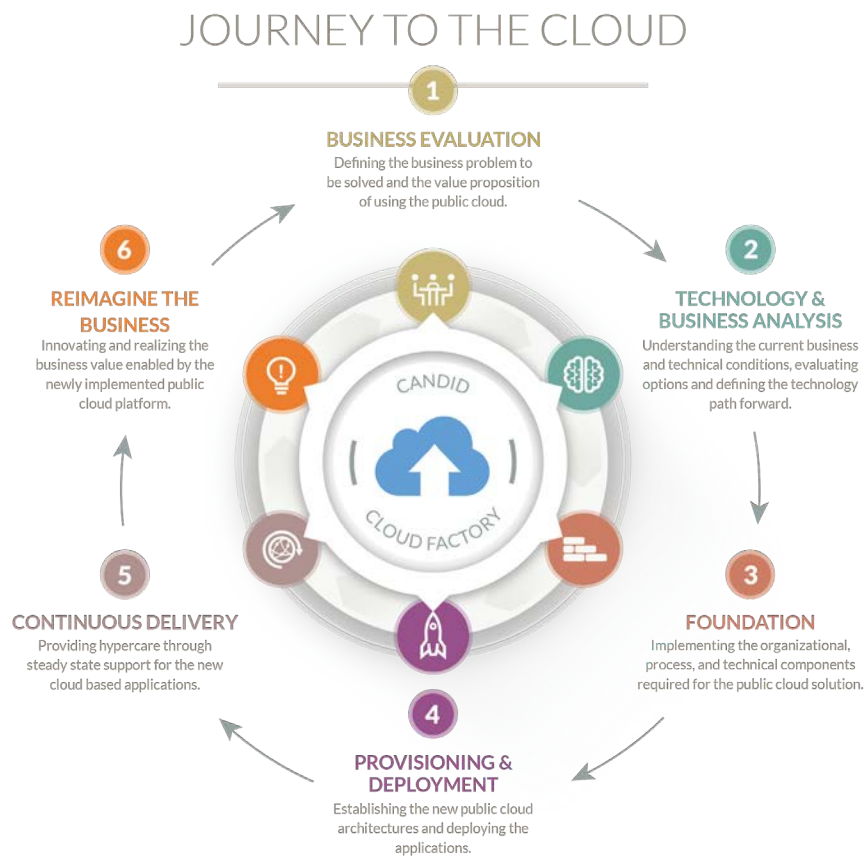 JOURNEY TO THE CLOUD
1
BUSINESS EVALUATION
Defining the business problem to
be solved and the value proposition
of using the public cloud.
2
TECHNOLOGY &
BUSINESS ANALYSIS
Understanding the current business
and technical conditions, evaluating
options and defining the technology
path forward.
3
FOUNDATION
Implementing the organizational,
process, and technical components
required for the public cloud solution.
4
PROVISIONING &
DEPLOYMENT
Establishing the new public cloud
architectures and deploying the
applications.
5
CONTINUOUS DELIVERY
Providing hypercare through
steady state support for the new
cloud based applications.
6
REIMAGINE THE
BUSINESS
Innovating and realizing the
business value enabled by the
newly implemented public
cloud platform.
CANDID
CLOUD FACTORY